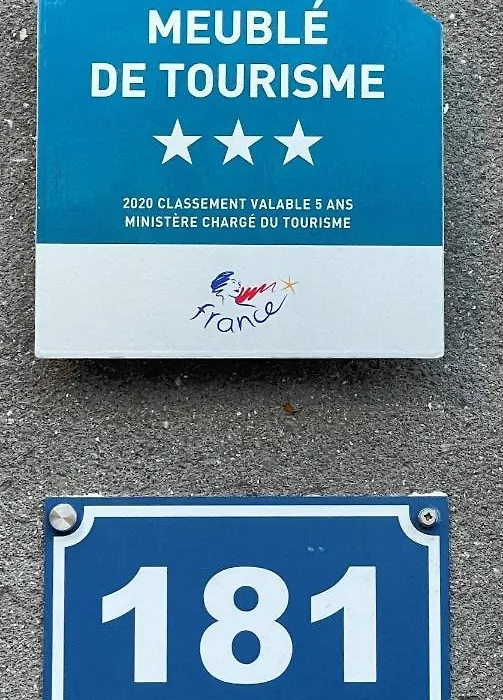 MEUBLÉ
DE TOURISME
2020 CLASSEMENT VALABLE 5 ANS
MINISTÈRE CHARGÉ DU TOURISME
france
181